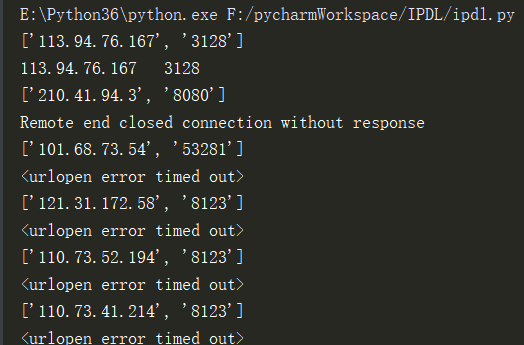 E:\Python36\python.exe F:/pycharmWorkspace/IPDL/ipdl.py
['113.94.76.167', '3128']
113.94.76.167   3128
['210.41.94.3', '8080']
Remote end closed connection without response
['101.68.73.54', '53281']
<urlopen error timed out>
['121.31.172.58', '8123']
<urlopen error timed out>
['110.73.52.194', '8123']
<urlopen error timed out>
['110.73.41.214', '8123']
<urlopen error timed out>